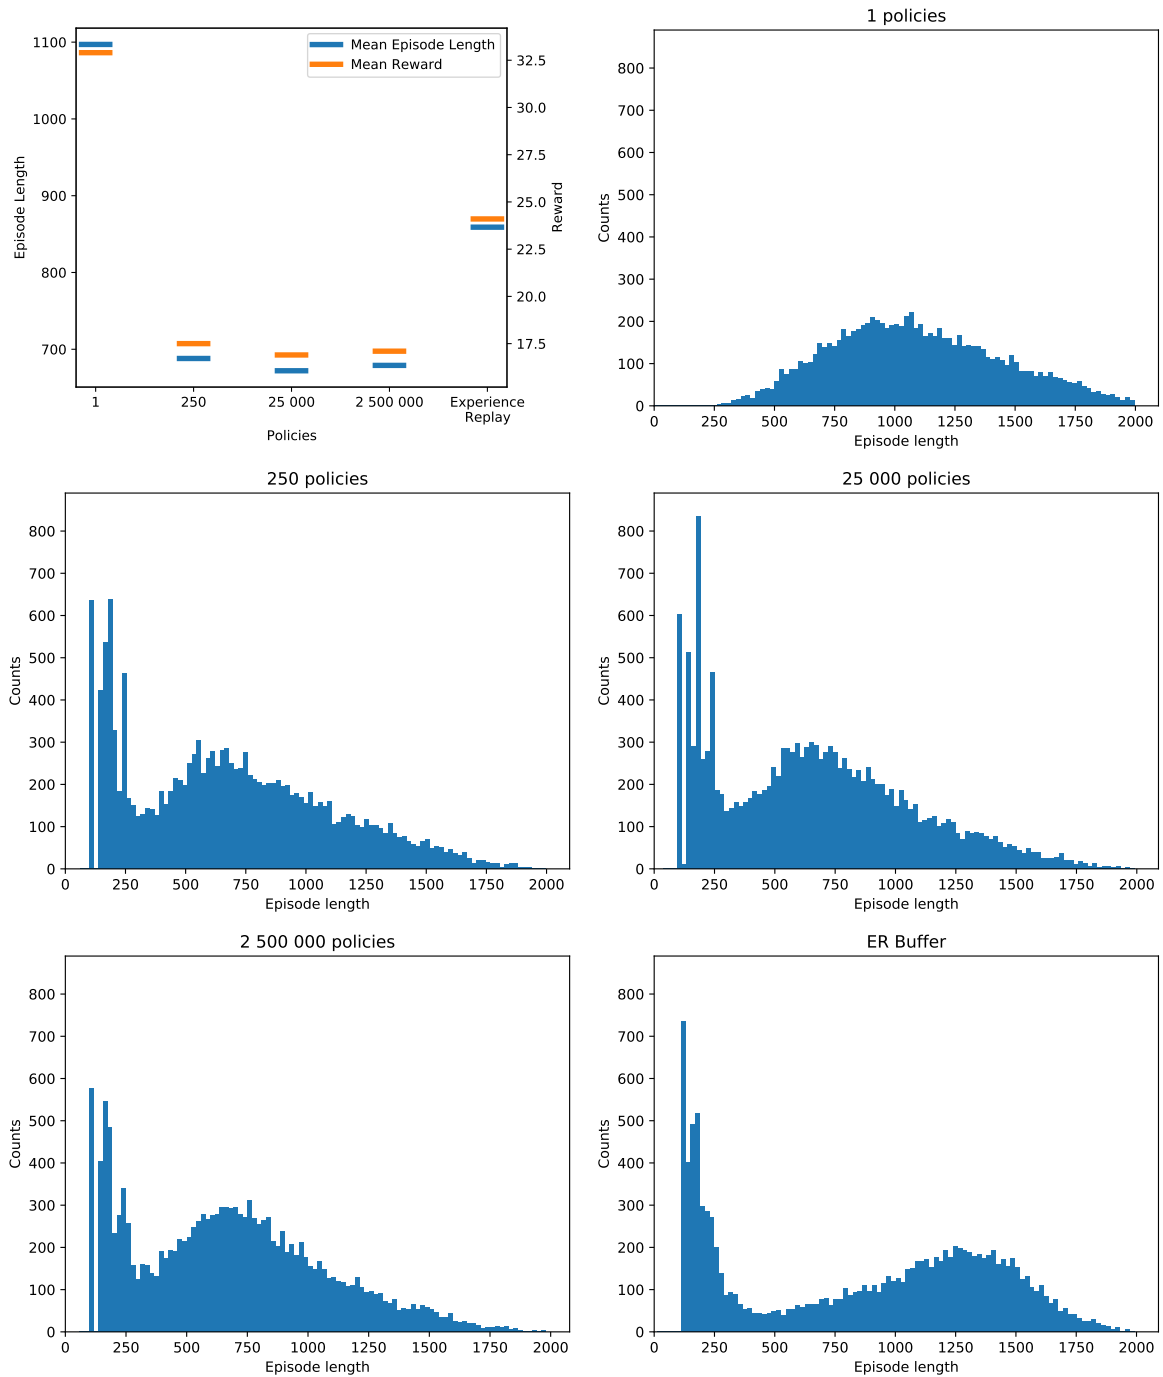 1100
1000
900
800
700
Episode Length
Mean Episode Length
Mean Reward
32.5
30.0
27.5
25.0
22.5
20.0
17.5
Reward
1 250 25 000 2 500 000 Experience
Replay
Policies
1 policies
800
700
600
500
400
300
200
100
0
Counts
0 250 500 750 1000 1250 1500 1750 2000
Episode length
250 policies
800
700
600
500
400
300
200
100
0
Counts
0 250 500 750 1000 1250 1500 1750 2000
Episode length
25 000 policies
800
700
600
500
400
300
200
100
0
Counts
0 250 500 750 1000 1250 1500 1750 2000
Episode length
2 500 000 policies
800
700
600
500
400
300
200
100
0
Counts
0 250 500 750 1000 1250 1500 1750 2000
Episode length
ER Buffer
800
700
600
500
400
300
200
100
0
Counts
0 250 500 750 1000 1250 1500 1750 2000
Episode length